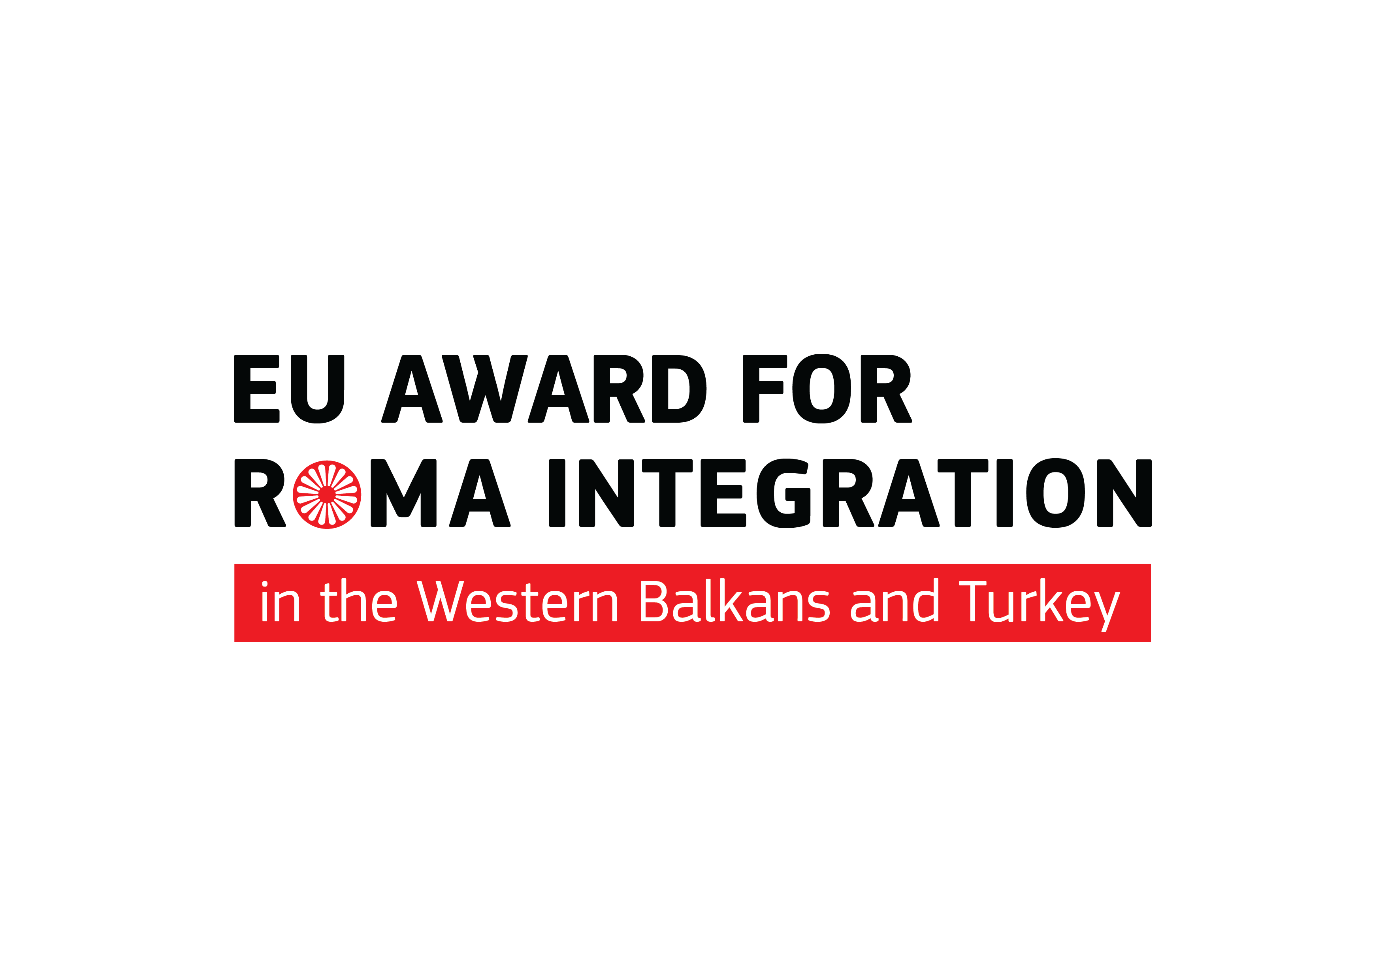 EU AWARD FOR
ROMA INTEGRATION
in the Western Balkans and Turkey